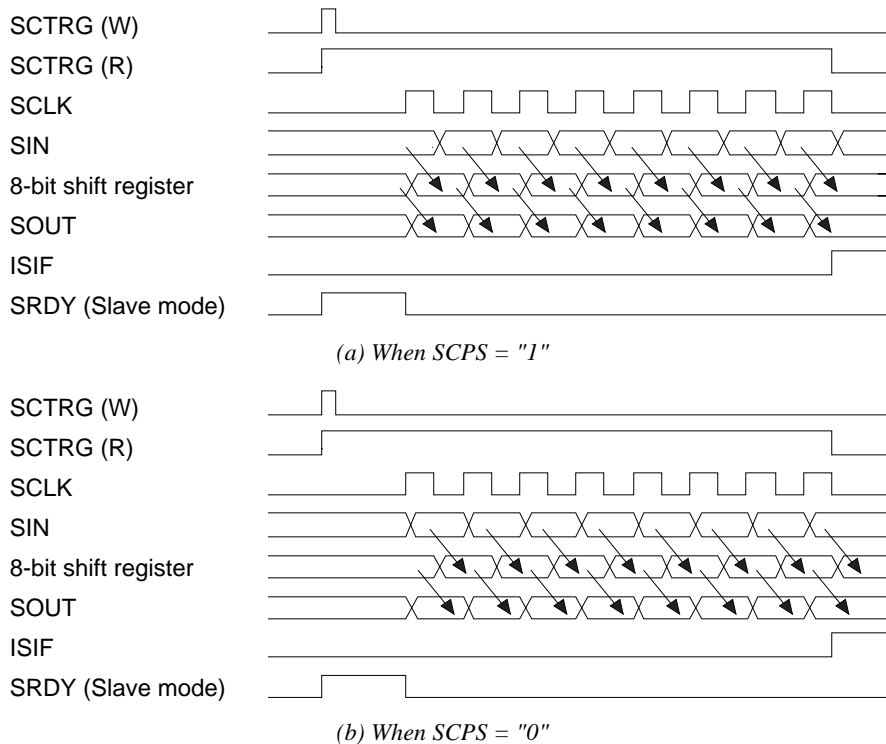 SCTRG (W)
SCTRG (R)
SCLK
SIN
8-bit shift register
SOUT
ISIF
SRDY (Slave mode)
(a) When SCPS = "1"
SCTRG (W)
SCTRG (R)
SCLK
SIN
8-bit shift register
SOUT
ISIF
SRDY (Slave mode)
(b) When SCPS = "0"